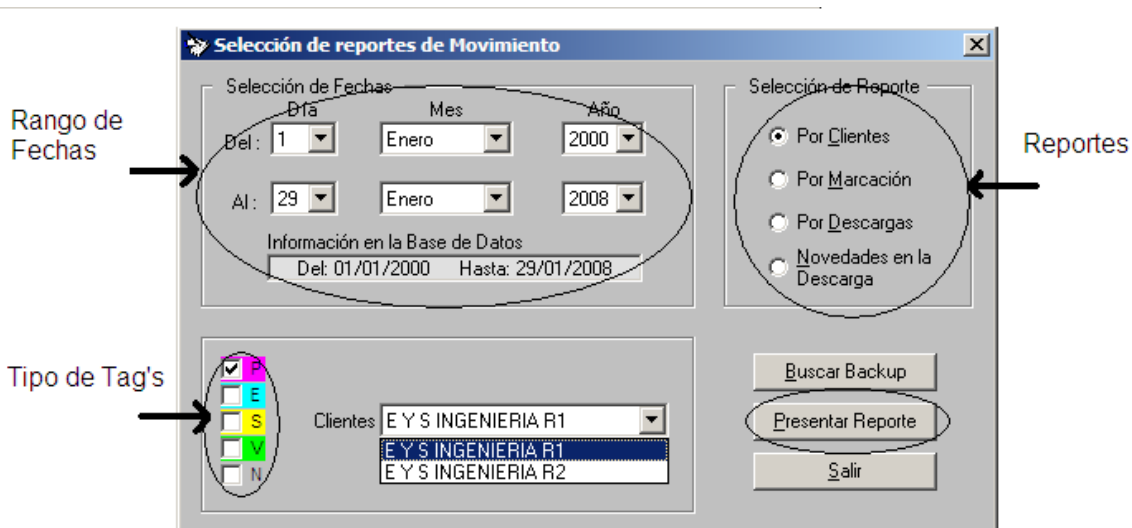 Selección de reportes de Movimiento
Rango de
Fechas
Selección de Fechas
Día Mes Año
Del : 1 Enero 2000
Al : 29 Enero 2008
Información en la Base de Datos
Del: 01/01/2000 Hasta: 29/01/2008
Selección de Reporte
Por Clientes
Por Marcación
Por Descargas
Novedades en la
Descarga
Reportes
Tipo de Tag's
P
E
S
V
N
Clientes E Y S INGENIERIA R1
E Y S INGENIERIA R1
E Y S INGENIERIA R2
Buscar Backup
Presentar Reporte
Salir